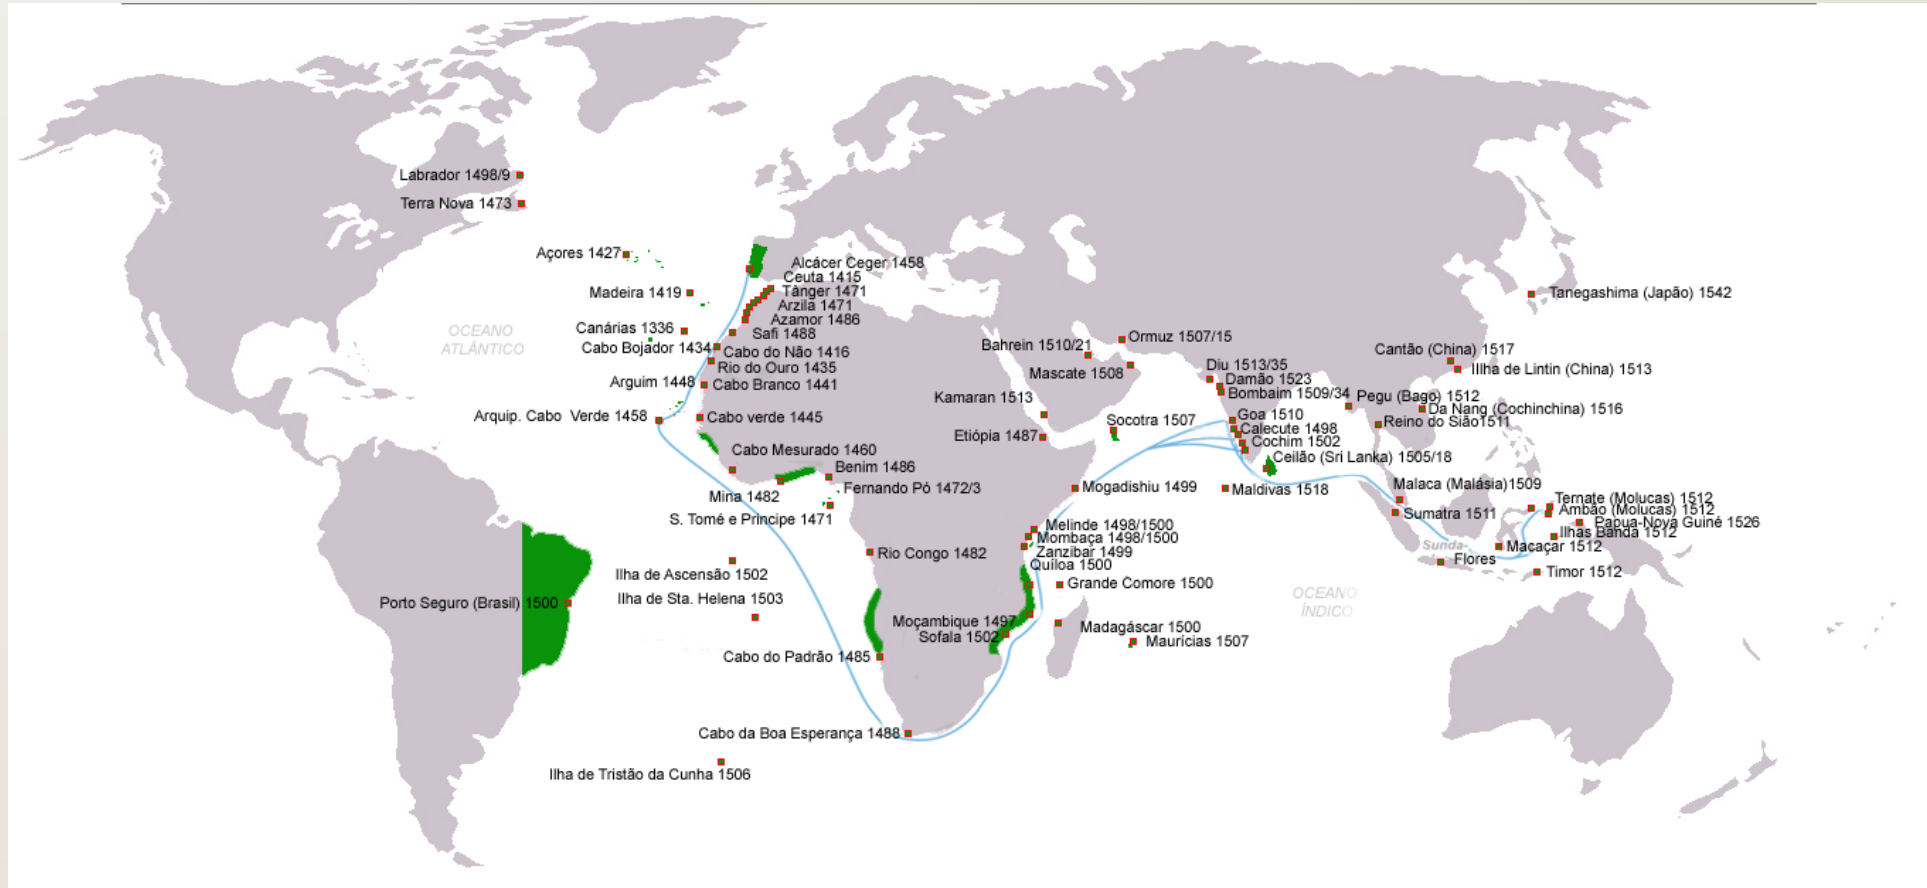 Labrador 1498/9
Terra Nova 1473
Açores 1427
Madeira 1419
OCEANO
ATLÂNTICO
Canárias 1336
Cabo Bojador 1434
Arguim 1448
Arquip. Cabo Verde 1458
Alcácer Ceger 1458
Ceuta 1415
Tânger 1471
Arzila 1471
Azamor 1486
Safi 1488
Cabo do Não 1416
Rio do Ouro 1435
Cabo Branco 1441
Cabo verde 1445
Cabo Mesurado 1460
Mina 1482
Benim 1486
Fernando Pó 1472/3
S. Tomé e Principe 1471
Rio Congo 1482
Ilha de Ascensão 1502
Ilha de Sta. Helena 1503
Porto Seguro (Brasil) 1500
Cabo do Padrão 1485
Cabo da Boa Esperança 1488
Ilha de Tristão da Cunha 1506
Bahrein 1510/21
Ormuz 1507/15
Mascate 1508
Kamaran 1513
Etiópia 1487
Socotra 1507
Mogadishiu 1499
Melinde 1498/1500
Mombaça 1498/1500
Zanzibar 1499
Quiloa 1500
Grande Comore 1500
Moçambique 1497
Sofala 1502
Madagáscar 1500
Maurícias 1507
OCEANO
ÍNDICO
Diu 1513/35
Damão 1523
Bombaim 1509/34
Goa 1510
Calecute 1498
Cochim 1502
Ceilão (Sri Lanka) 1505/18
Maldivas 1518
Tanegashima (Japão) 1542
Cantão (China) 1517
Illha de Lintin (China) 1513
Pegu (Bago) 1512
Da Nang (Cochinchina) 1516
Reino do Sião1511
Malaca (Malásia)1509
Sumatra 1511
Ternate (Molucas) 1512
Ambão (Molucas) 1512
Papua-Nova Guiné 1526
Ilhas Banda 1512
Macaçar 1512
Sunda-
Flores
Timor 1512